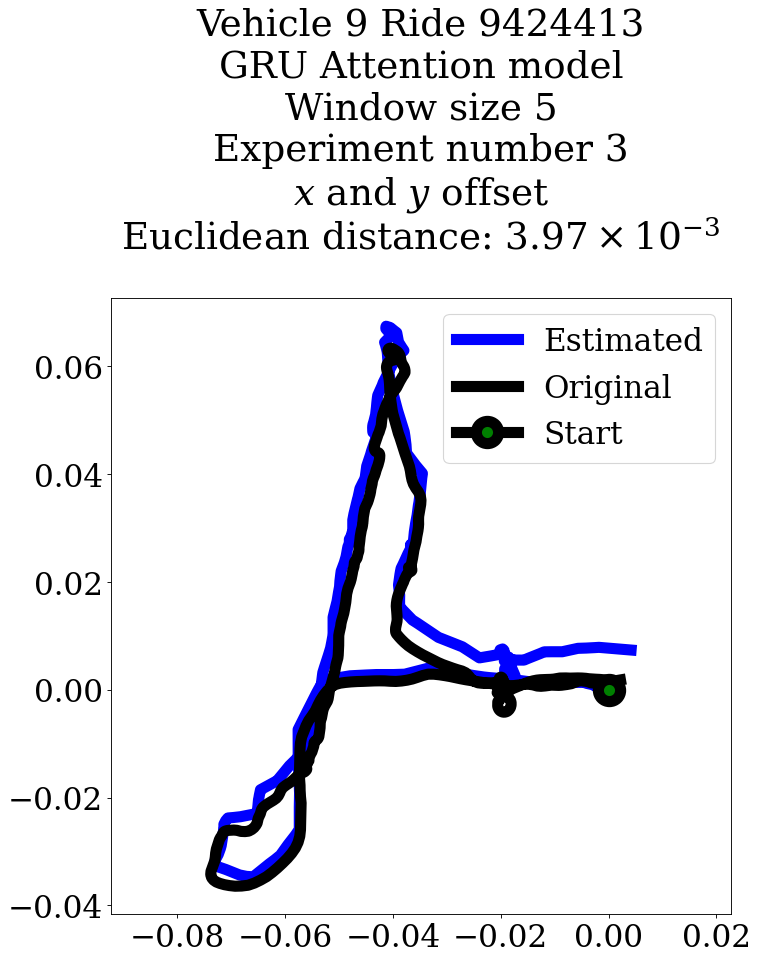 Vehicle 9 Ride 9424413
GRU Attention model
Window size 5
Experiment number 3
x and y offset
Euclidean distance: 3.97 × 10⁻³
Estimated
Original
Start
0.06
0.04
0.02
0.00
−0.02
−0.04
−0.08 −0.06 −0.04 −0.02 0.00 0.02